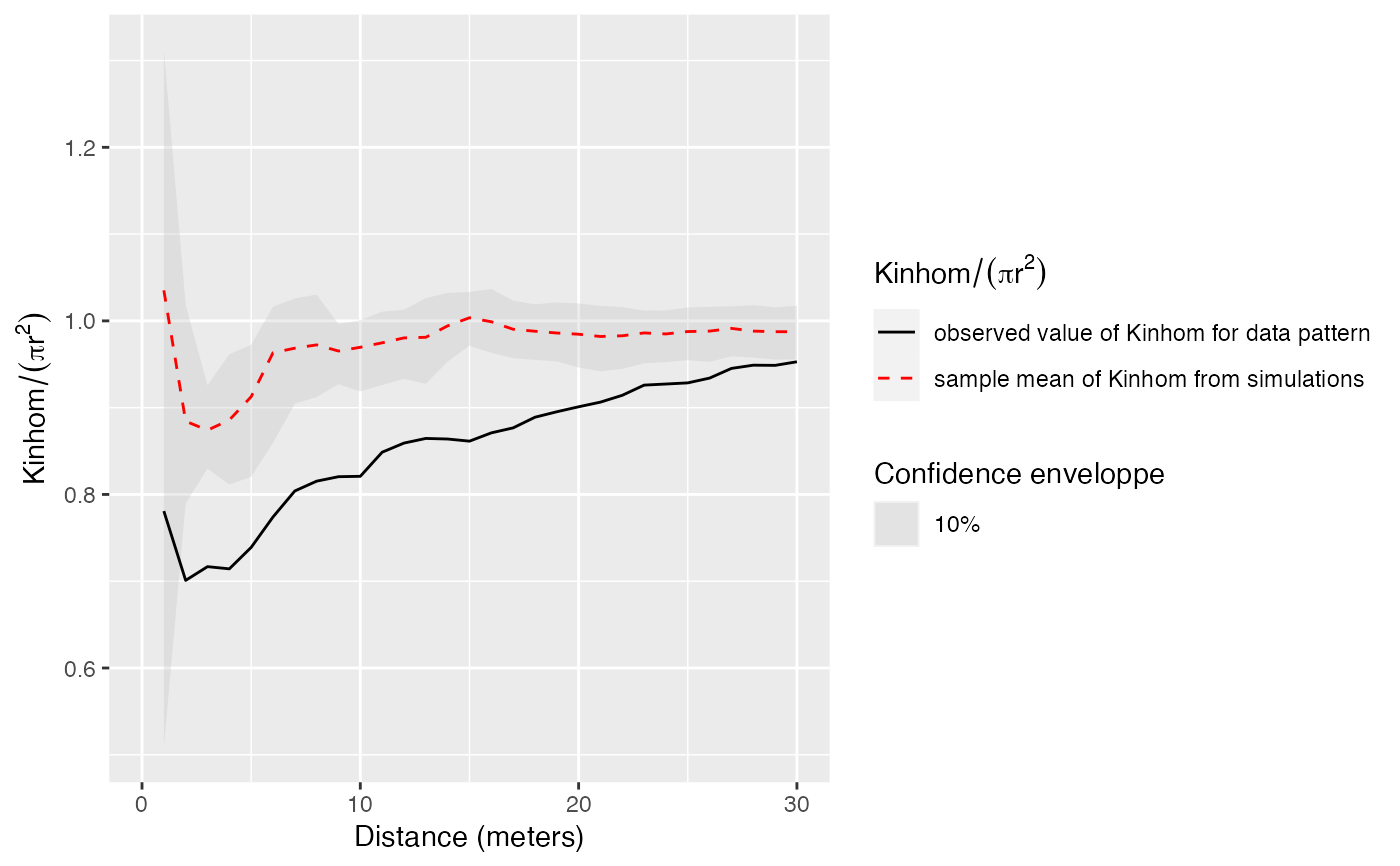 Kinhom/(πr²)
1.2
1.0
0.8
0.6
0
10
20
30
Distance (meters)
Kinhom/(πr²)
observed value of Kinhom for data pattern
sample mean of Kinhom from simulations
Confidence enveloppe
10%